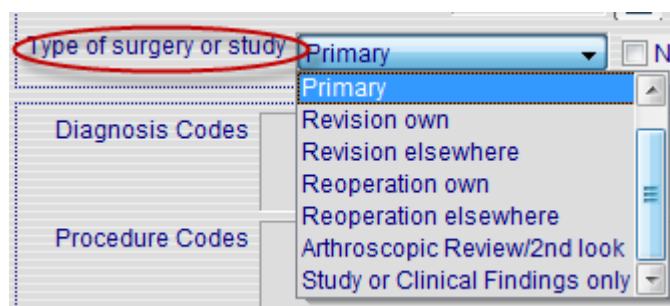 Type of surgery or study Primary N
Primary
Revision own
Diagnosis Codes
Revision elsewhere
Reoperation own
Reoperation elsewhere
Procedure Codes
Arthroscopic Review/2nd look
Study or Clinical Findings only